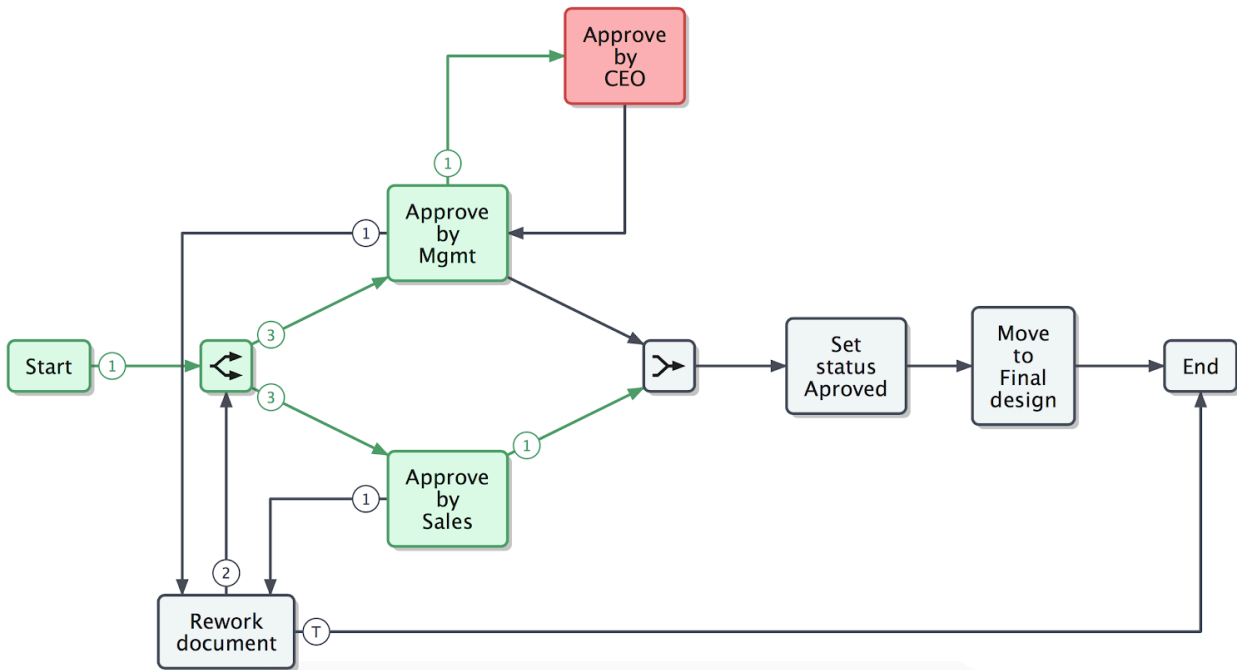 Approve
by
CEO
1
Approve
by
Mgmt
1
3
Start
1
3
Set
status
Aproved
Move
to
Final
design
End
Approve
by
Sales
1
1
2
Rework
document
T